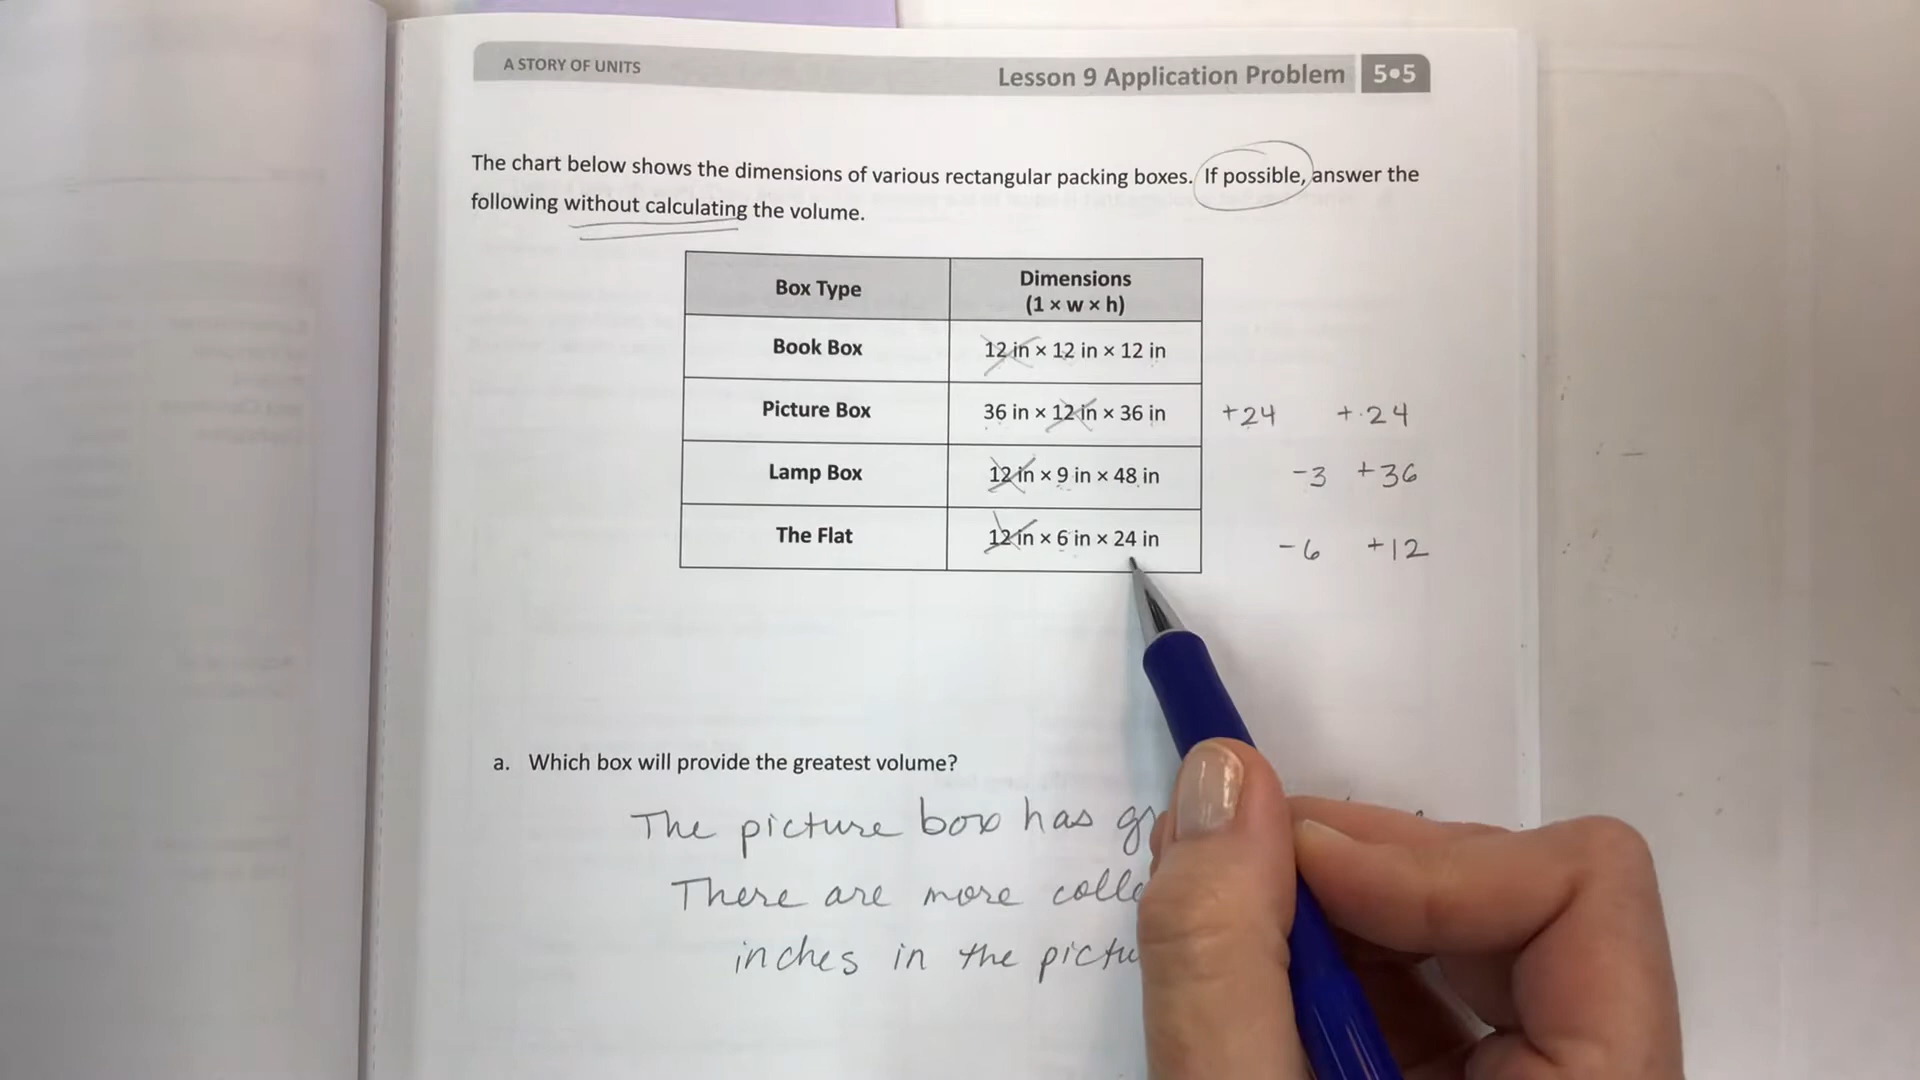 A STORY OF UNITS
Lesson 9 Application Problem 5•5
The chart below shows the dimensions of various rectangular packing boxes. If possible, answer the
following without calculating the volume.
Box Type
Dimensions
(1 × w × h)
Book Box
12 in × 12 in × 12 in
Picture Box
36 in × 12 in × 36 in
+24 +24
Lamp Box
12 in × 9 in × 48 in
-3 +36
The Flat
12 in × 6 in × 24 in
-6 +12
a. Which box will provide the greatest volume?
The picture box has
There are more
inches in the